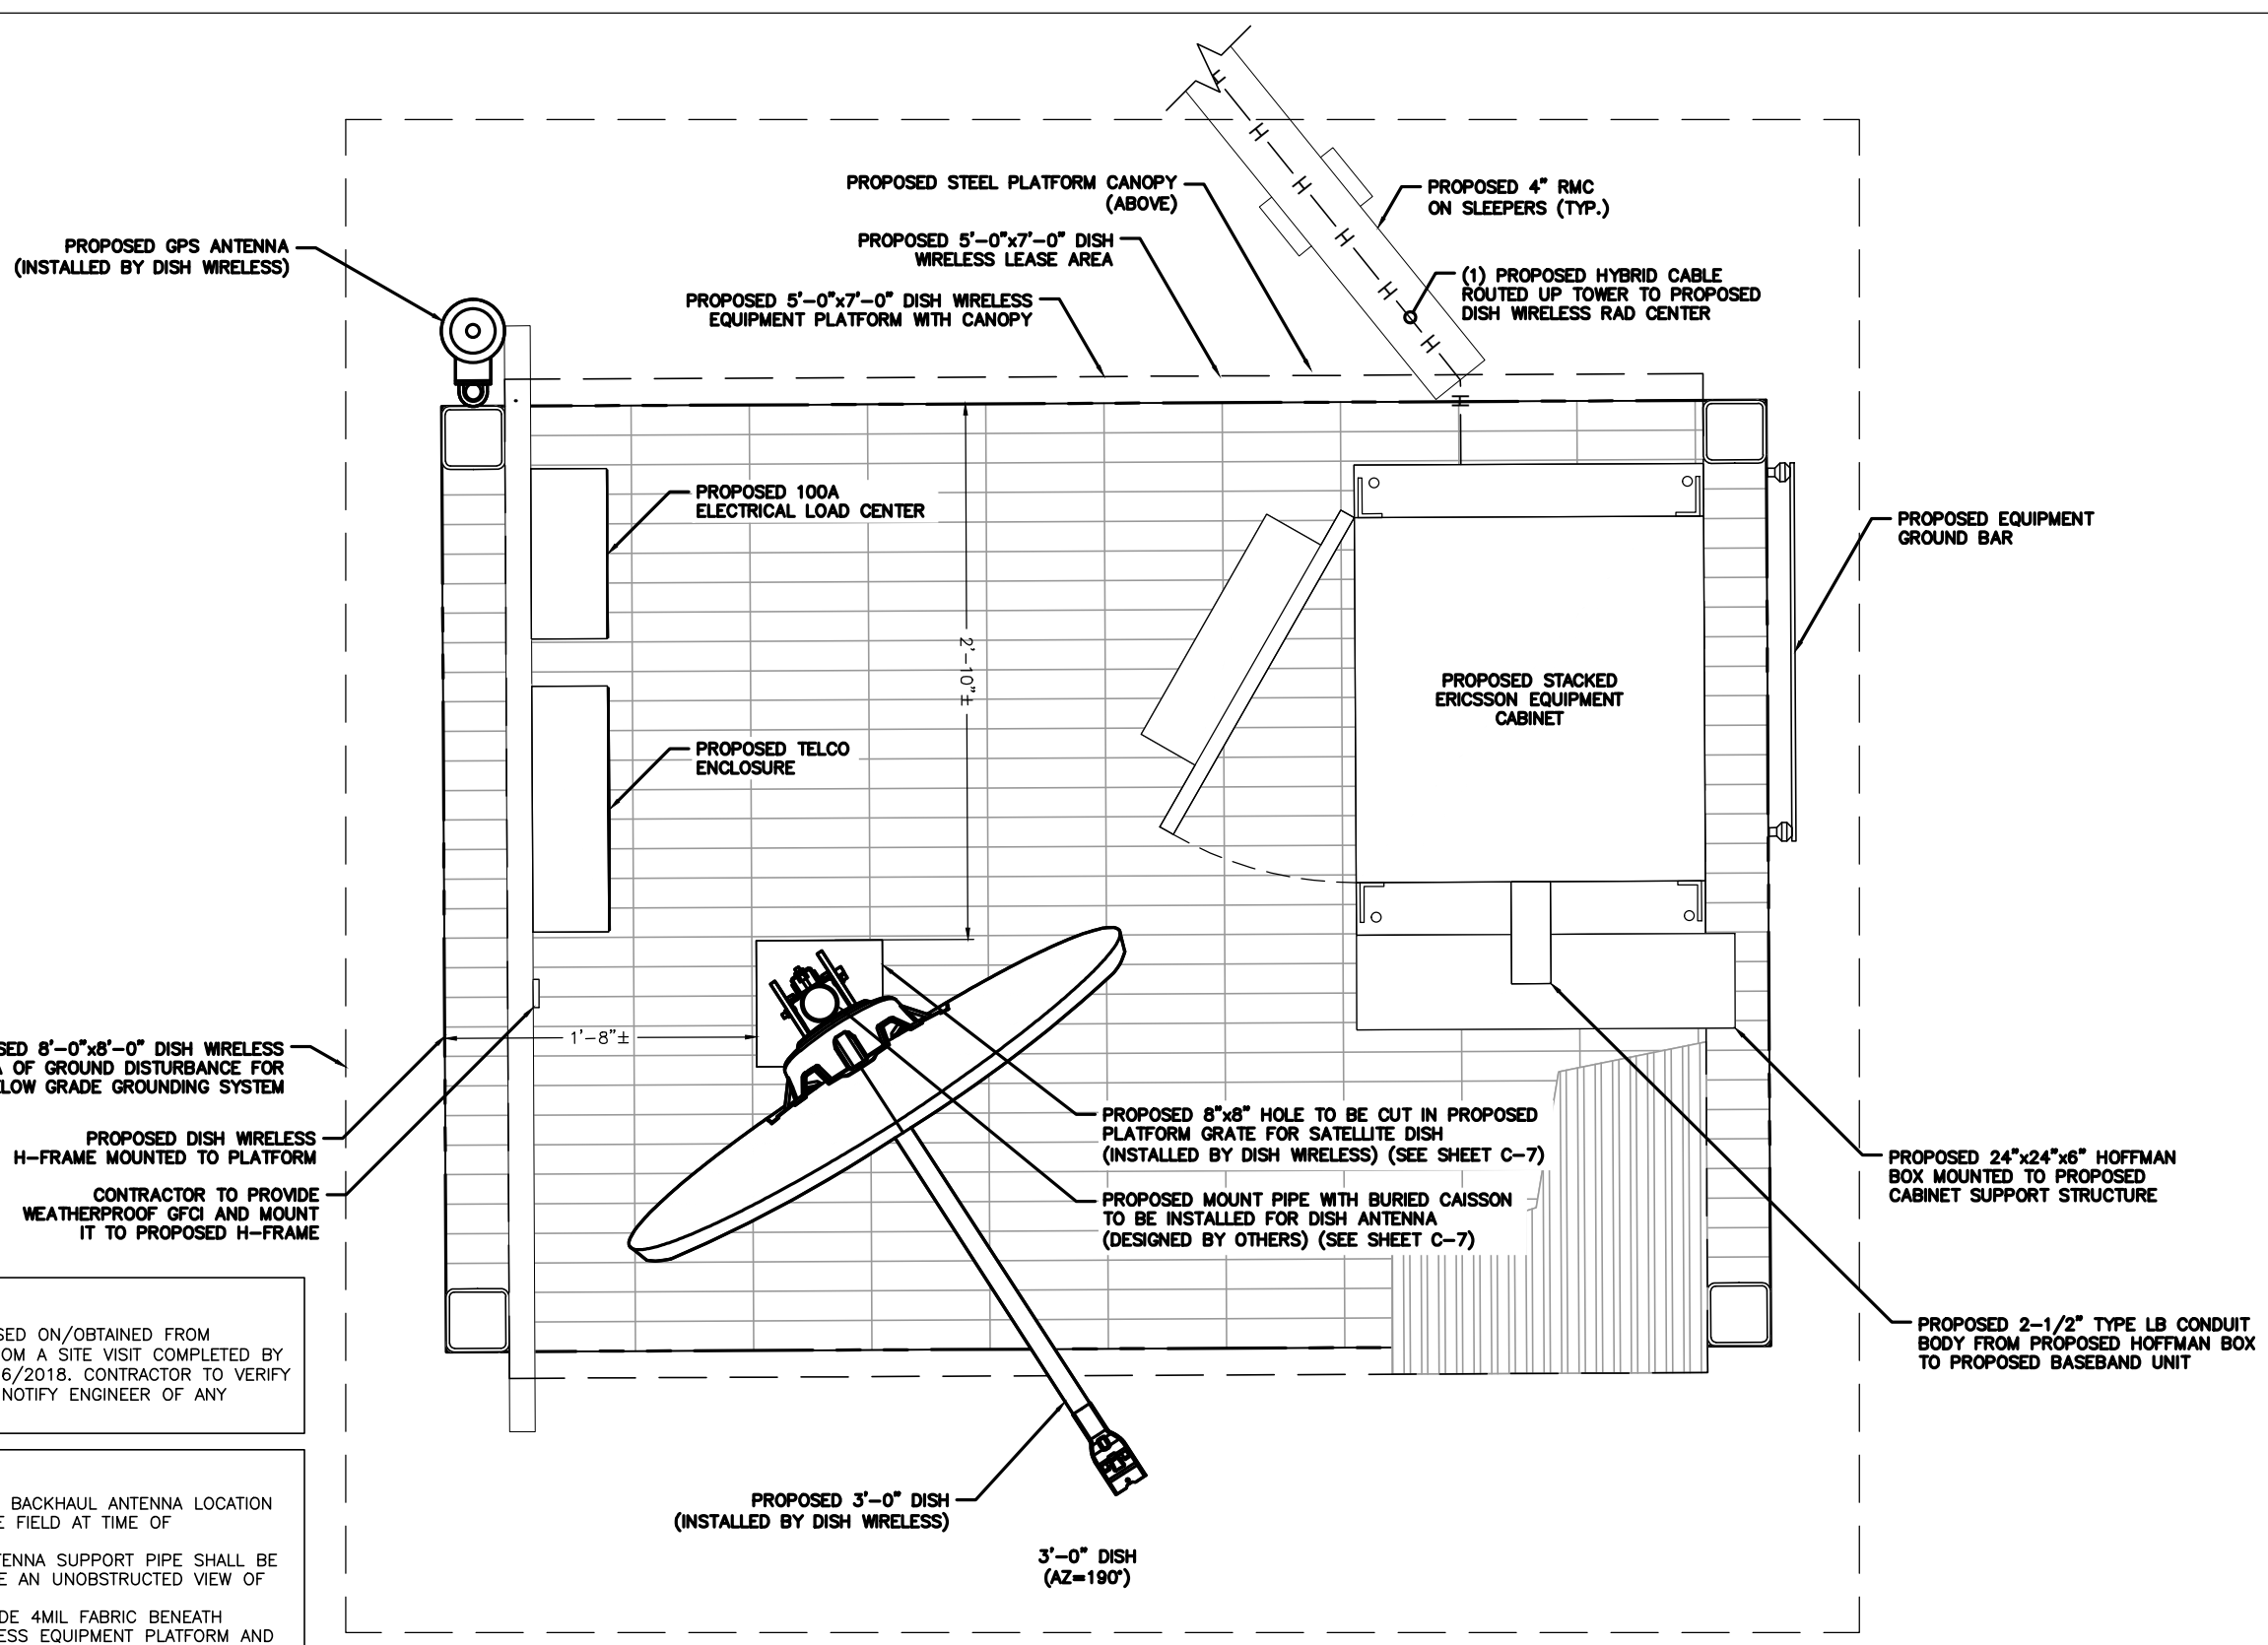 PROPOSED STEEL PLATFORM CANOPY
(ABOVE)
PROPOSED 4" RMC
ON SLEEPERS (TYP.)
PROPOSED GPS ANTENNA
(INSTALLED BY DISH WIRELESS)
PROPOSED 5'-0"x7'-0" DISH
WIRELESS LEASE AREA
(1) PROPOSED HYBRID CABLE
ROUTED UP TOWER TO PROPOSED
DISH WIRELESS RAD CENTER
PROPOSED 5'-0"x7'-0" DISH WIRELESS
EQUIPMENT PLATFORM WITH CANOPY
H
H
H
H
H
H
H
PROPOSED 100A
ELECTRICAL LOAD CENTER
PROPOSED EQUIPMENT
GROUND BAR
2'-10"±
PROPOSED STACKED
ERICSSON EQUIPMENT
CABINET
PROPOSED TELCO
ENCLOSURE
1'-8"±
SED 8'-0"x8'-0" DISH WIRELESS
OF GROUND DISTURBANCE FOR
LOW GRADE GROUNDING SYSTEM
PROPOSED DISH WIRELESS
H-FRAME MOUNTED TO PLATFORM
CONTRACTOR TO PROVIDE
WEATHERPROOF GFCI AND MOUNT
IT TO PROPOSED H-FRAME
PROPOSED 8"x8" HOLE TO BE CUT IN PROPOSED
PLATFORM GRATE FOR SATELLITE DISH
(INSTALLED BY DISH WIRELESS) (SEE SHEET C-7)
PROPOSED MOUNT PIPE WITH BURIED CAISSON
TO BE INSTALLED FOR DISH ANTENNA
(DESIGNED BY OTHERS) (SEE SHEET C-7)
PROPOSED 24"x24"x6" HOFFMAN
BOX MOUNTED TO PROPOSED
CABINET SUPPORT STRUCTURE
PROPOSED 2-1/2" TYPE LB CONDUIT
BODY FROM PROPOSED HOFFMAN BOX
TO PROPOSED BASEBAND UNIT
SED ON/OBTAINED FROM
OM A SITE VISIT COMPLETED BY
6/2018. CONTRACTOR TO VERIFY
NOTIFY ENGINEER OF ANY
BACKHAUL ANTENNA LOCATION
E FIELD AT TIME OF
TENNA SUPPORT PIPE SHALL BE
E AN UNOBSTRUCTED VIEW OF
DE 4MIL FABRIC BENEATH
ESS EQUIPMENT PLATFORM AND
PROPOSED 3'-0" DISH
(INSTALLED BY DISH WIRELESS)
3'-0" DISH
(AZ=190°)